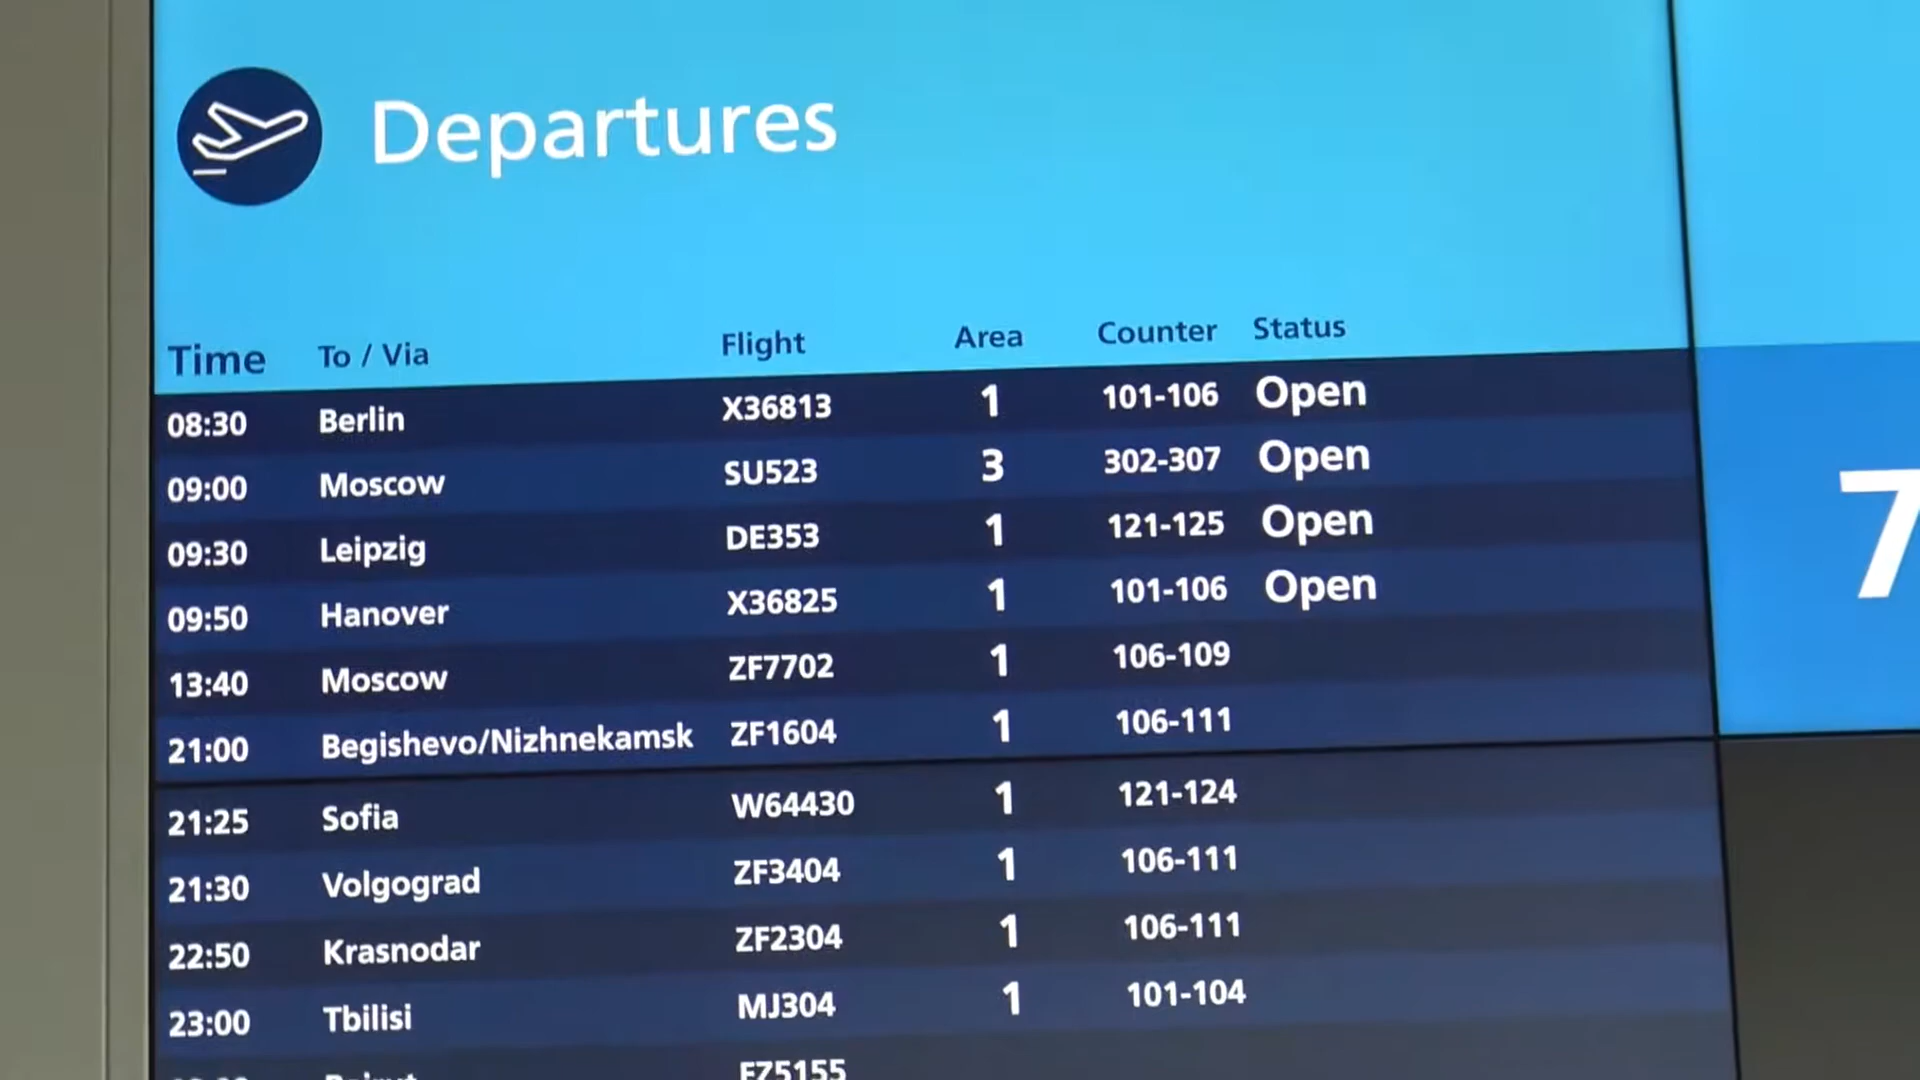 Departures
Time To / Via Flight Area Counter Status
08:30 Berlin X36813 1 101-106 Open
09:00 Moscow SU523 3 302-307 Open
09:30 Leipzig DE353 1 121-125 Open
09:50 Hanover X36825 1 101-106 Open
13:40 Moscow ZF7702 1 106-109
21:00 Begishevo/Nizhnekamsk ZF1604 1 106-111
21:25 Sofia W64430 1 121-124
21:30 Volgograd ZF3404 1 106-111
22:50 Krasnodar ZF2304 1 106-111
23:00 Tbilisi MJ304 1 101-104
Beirut
7